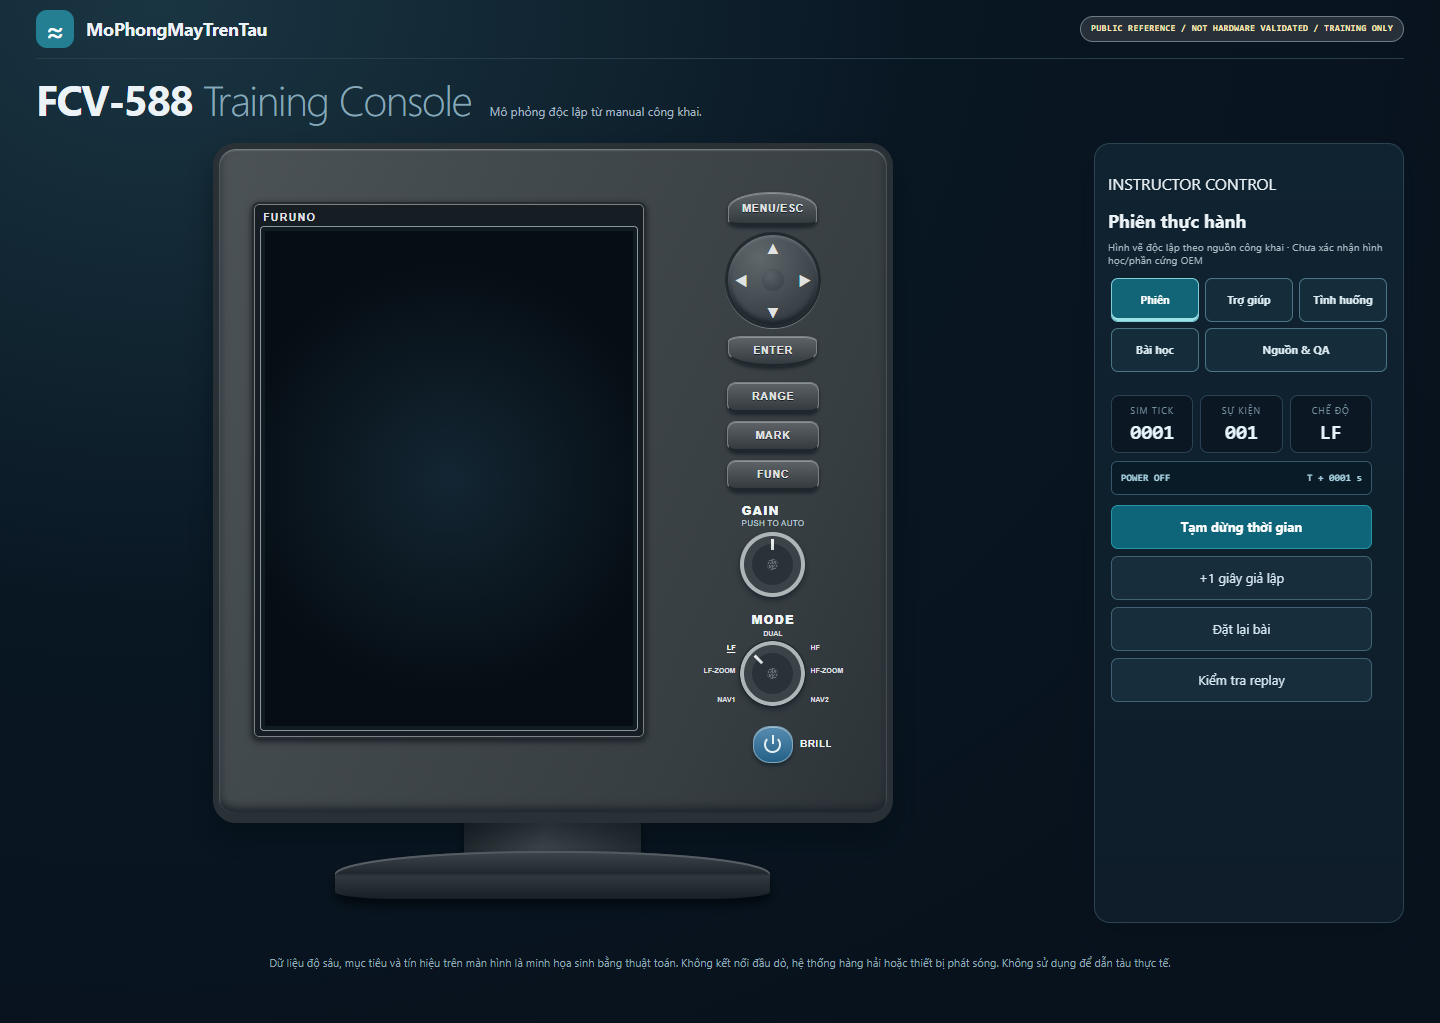 ≈ MoPhongMayTrenTau
PUBLIC REFERENCE / NOT HARDWARE VALIDATED / TRAINING ONLY
FCV-588 Training Console Mô phỏng độc lập từ manual công khai.
FURUNO
MENU/ESC
▲
◀ ▶
▼
ENTER
RANGE
MARK
FUNC
GAIN
PUSH TO AUTO
MODE
DUAL
LF HF
LF-ZOOM HF-ZOOM
NAV1 NAV2
BRILL
INSTRUCTOR CONTROL
Phiên thực hành
Hình vẽ độc lập theo nguồn công khai · Chưa xác nhận hình
học/phần cứng OEM
Phiên Trợ giúp Tình huống
Bài học Nguồn & QA
SIM TICK SỰ KIỆN CHẾ ĐỘ
0001 001 LF
POWER OFF T + 0001 s
Tạm dừng thời gian
+1 giây giả lập
Đặt lại bài
Kiểm tra replay
Dữ liệu độ sâu, mục tiêu và tín hiệu trên màn hình là minh họa sinh bằng thuật toán. Không kết nối đầu dò, hệ thống hàng hải hoặc thiết bị phát sóng. Không sử dụng để dẫn tàu thực tế.